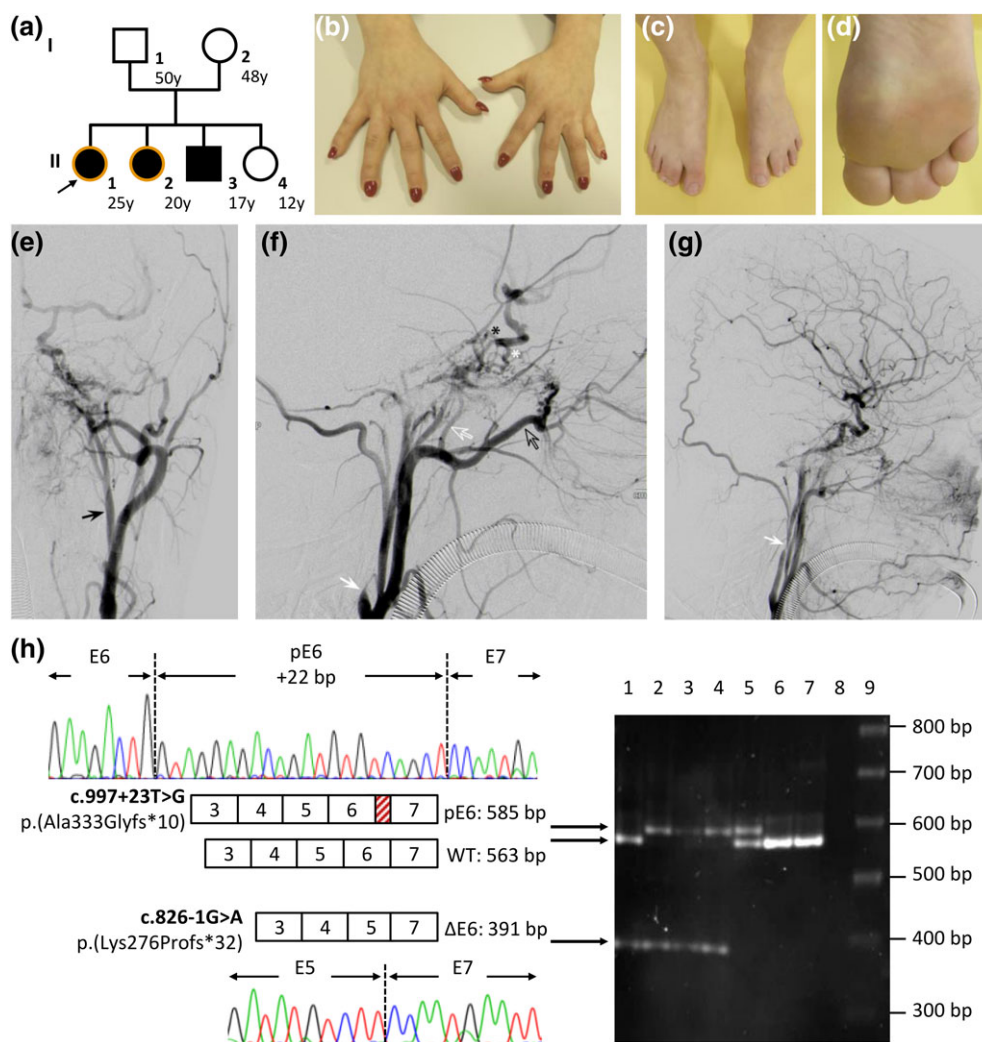 (a)
I
1
50y
2
48y
II
1
25y
2
20y
3
17y
4
12y
(b)
(c)
(d)
(e)
(f)
*
*
(g)
(h)
E6
pE6
+22 bp
E7
c.997+23T>G
p.(Ala333Glyfs*10)
3 4 5 6 7
pE6: 585 bp
3 4 5 6 7
WT: 563 bp
c.826-1G>A
p.(Lys276Profs*32)
3 4 5 7
ΔE6: 391 bp
E5
E7
1 2 3 4 5 6 7 8 9
800 bp
700 bp
600 bp
500 bp
400 bp
300 bp